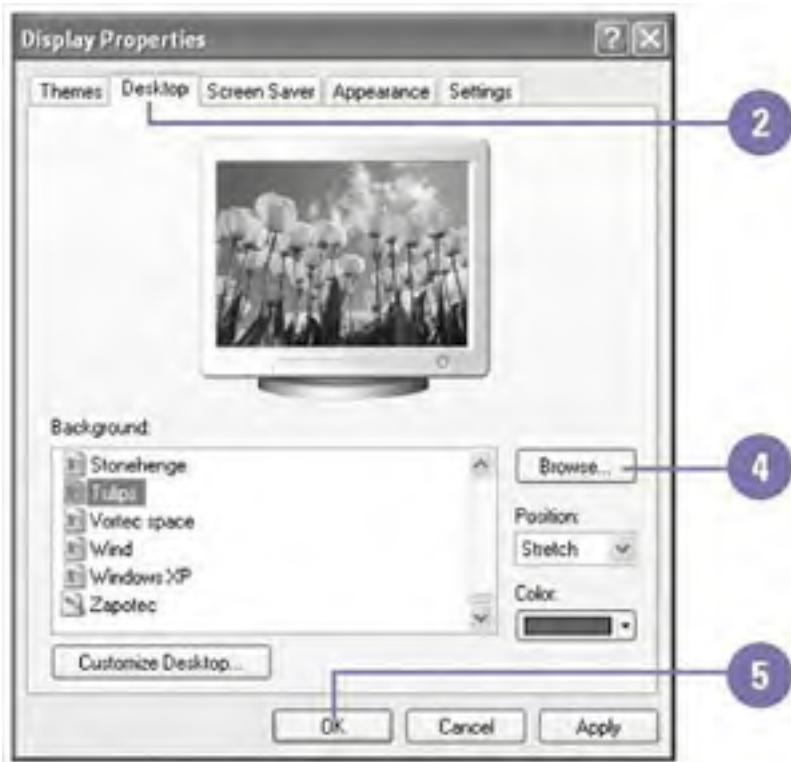 Display Properties
Themes Desktop Screen Saver Appearance Settings
2
Background:
Stonehenge
Tulips
Vortec space
Wind
Windows XP
Zapotec
Browse...
4
Position:
Stretch
Color:
Customize Desktop...
5
OK Cancel Apply